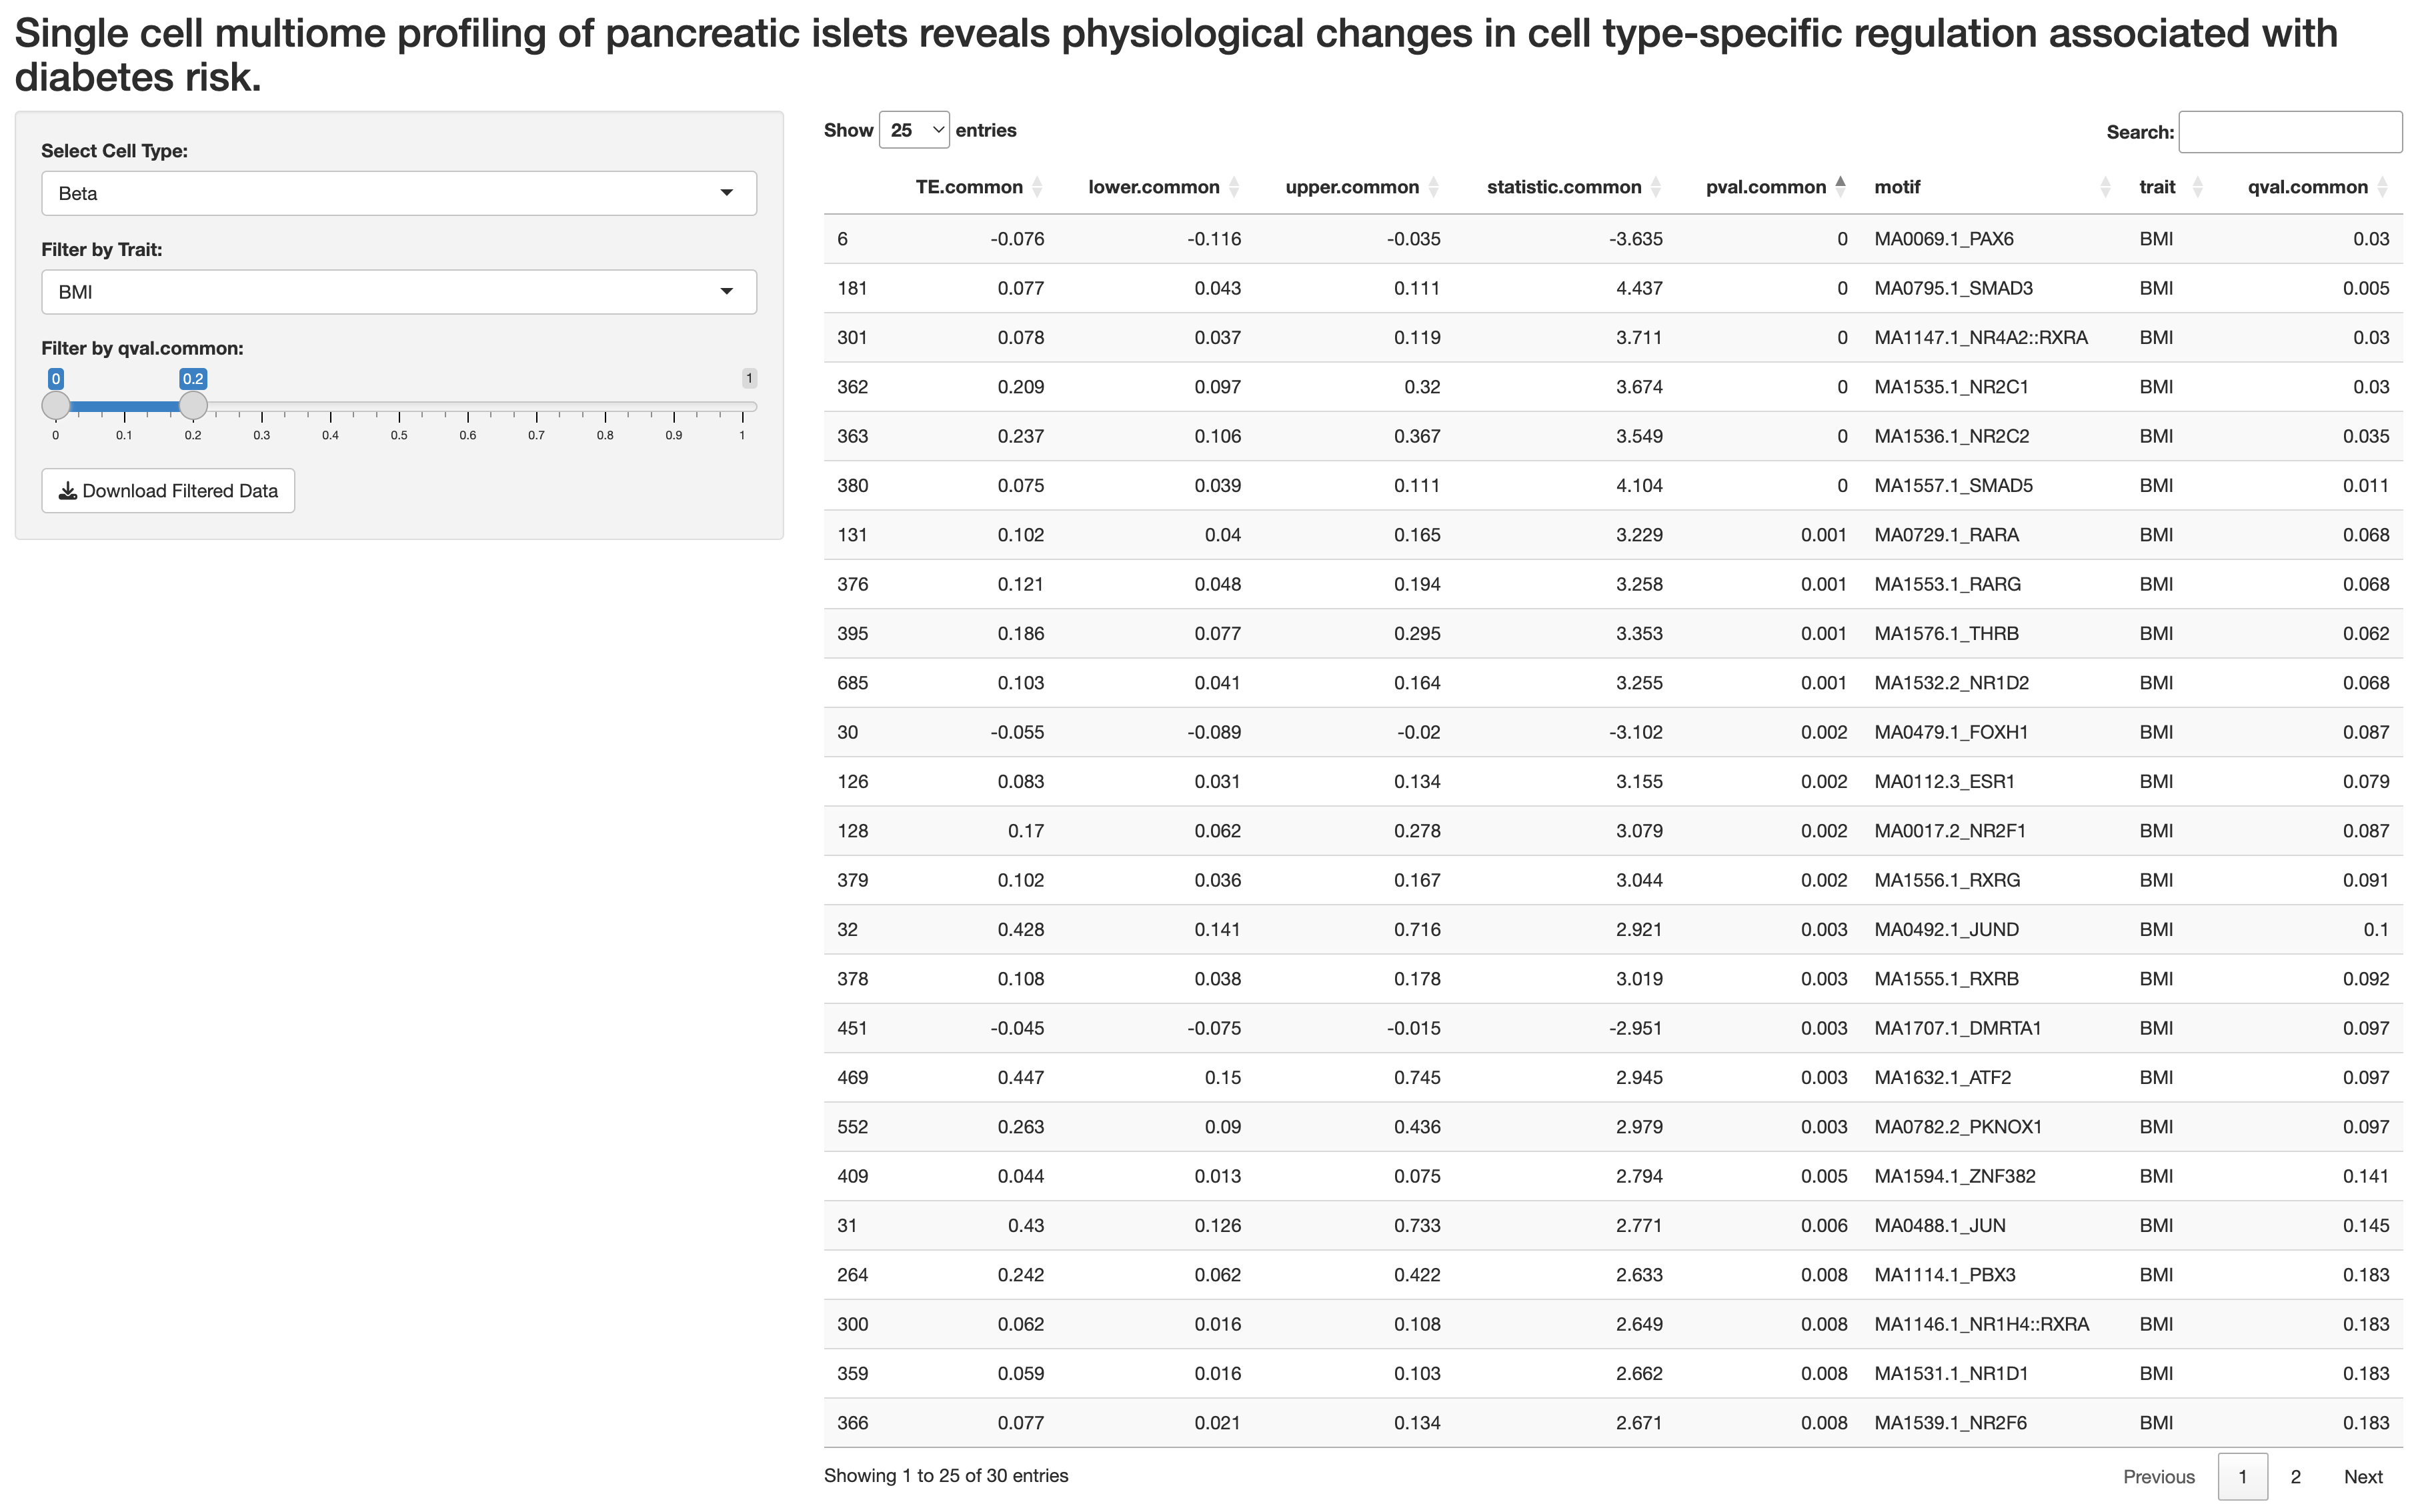 Single cell multiome profiling of pancreatic islets reveals physiological changes in cell type-specific regulation associated with
diabetes risk.
Select Cell Type:
Beta
Filter by Trait:
BMI
Filter by qval.common:
0 0.2 1
0 0.1 0.2 0.3 0.4 0.5 0.6 0.7 0.8 0.9 1
Download Filtered Data
Show 25 entries
Search:
TE.common lower.common upper.common statistic.common pval.common motif trait qval.common
6 -0.076 -0.116 -0.035 -3.635 0 MA0069.1_PAX6 BMI 0.03
181 0.077 0.043 0.111 4.437 0 MA0795.1_SMAD3 BMI 0.005
301 0.078 0.037 0.119 3.711 0 MA1147.1_NR4A2::RXRA BMI 0.03
362 0.209 0.097 0.32 3.674 0 MA1535.1_NR2C1 BMI 0.03
363 0.237 0.106 0.367 3.549 0 MA1536.1_NR2C2 BMI 0.035
380 0.075 0.039 0.111 4.104 0 MA1557.1_SMAD5 BMI 0.011
131 0.102 0.04 0.165 3.229 0.001 MA0729.1_RARA BMI 0.068
376 0.121 0.048 0.194 3.258 0.001 MA1553.1_RARG BMI 0.068
395 0.186 0.077 0.295 3.353 0.001 MA1576.1_THRB BMI 0.062
685 0.103 0.041 0.164 3.255 0.001 MA1532.2_NR1D2 BMI 0.068
30 -0.055 -0.089 -0.02 -3.102 0.002 MA0479.1_FOXH1 BMI 0.087
126 0.083 0.031 0.134 3.155 0.002 MA0112.3_ESR1 BMI 0.079
128 0.17 0.062 0.278 3.079 0.002 MA0017.2_NR2F1 BMI 0.087
379 0.102 0.036 0.167 3.044 0.002 MA1556.1_RXRG BMI 0.091
32 0.428 0.141 0.716 2.921 0.003 MA0492.1_JUND BMI 0.1
378 0.108 0.038 0.178 3.019 0.003 MA1555.1_RXRB BMI 0.092
451 -0.045 -0.075 -0.015 -2.951 0.003 MA1707.1_DMRTA1 BMI 0.097
469 0.447 0.15 0.745 2.945 0.003 MA1632.1_ATF2 BMI 0.097
552 0.263 0.09 0.436 2.979 0.003 MA0782.2_PKNOX1 BMI 0.097
409 0.044 0.013 0.075 2.794 0.005 MA1594.1_ZNF382 BMI 0.141
31 0.43 0.126 0.733 2.771 0.006 MA0488.1_JUN BMI 0.145
264 0.242 0.062 0.422 2.633 0.008 MA1114.1_PBX3 BMI 0.183
300 0.062 0.016 0.108 2.649 0.008 MA1146.1_NR1H4::RXRA BMI 0.183
359 0.059 0.016 0.103 2.662 0.008 MA1531.1_NR1D1 BMI 0.183
366 0.077 0.021 0.134 2.671 0.008 MA1539.1_NR2F6 BMI 0.183
Showing 1 to 25 of 30 entries
Previous 1 2 Next